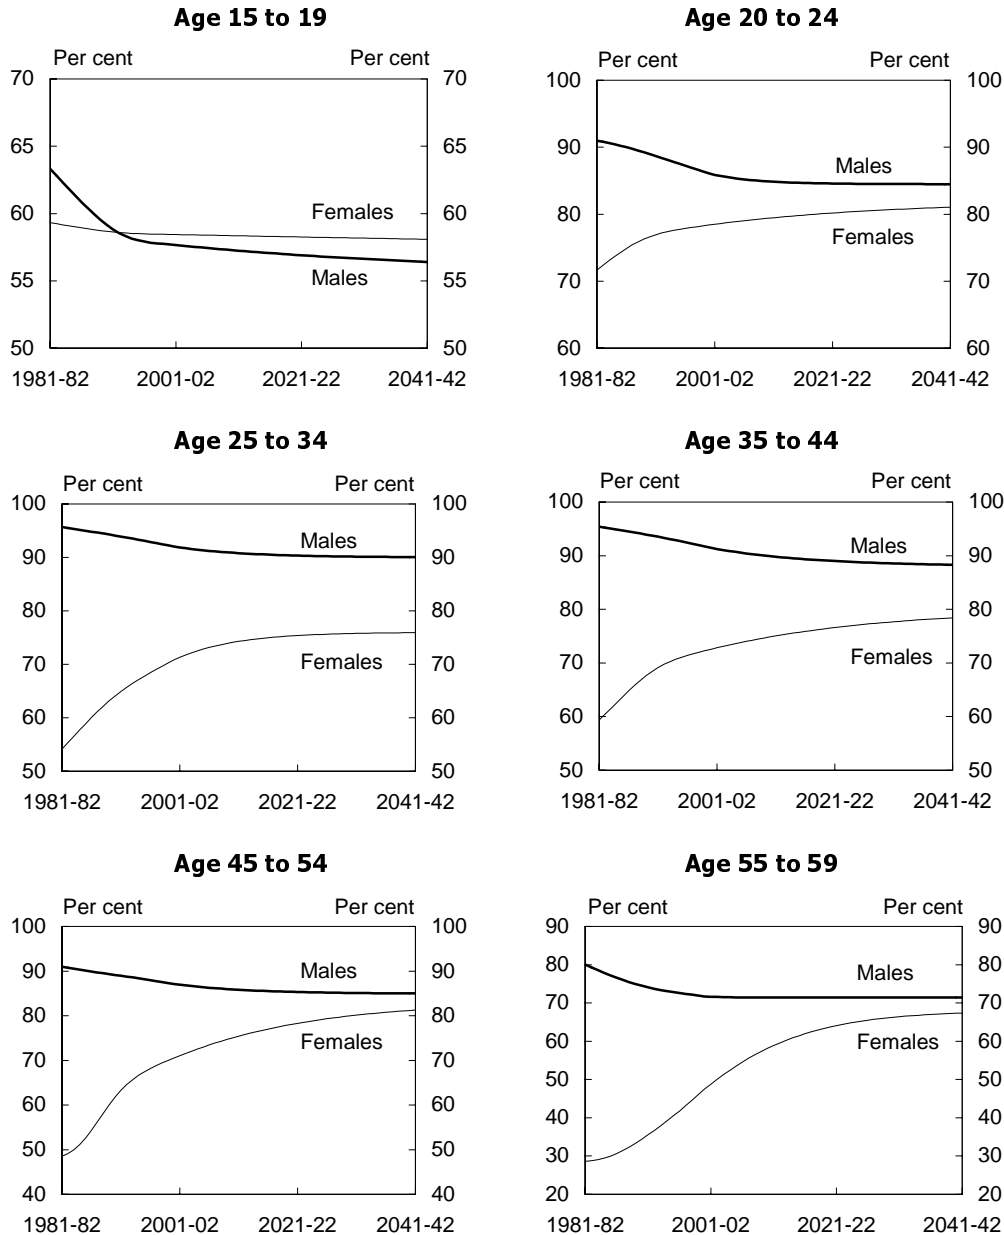 Age 15 to 19
Per cent Per cent
70 70
65 65
60 Females 60
55 Males 55
50 50
1981-82 2001-02 2021-22 2041-42
Age 20 to 24
Per cent Per cent
100 100
90 Males 90
80 Females 80
70 70
60 60
1981-82 2001-02 2021-22 2041-42
Age 25 to 34
Per cent Per cent
100 100
Males
90 90
80 80
70 Females 70
60 60
50 50
1981-82 2001-02 2021-22 2041-42
Age 35 to 44
Per cent Per cent
100 100
Males
90 90
80 80
70 Females 70
60 60
50 50
1981-82 2001-02 2021-22 2041-42
Age 45 to 54
Per cent Per cent
100 100
90 Males 90
80 80
Females
70 70
60 60
50 50
40 40
1981-82 2001-02 2021-22 2041-42
Age 55 to 59
Per cent Per cent
90 90
80 Males 80
70 70
60 Females 60
50 50
40 40
30 30
20 20
1981-82 2001-02 2021-22 2041-42